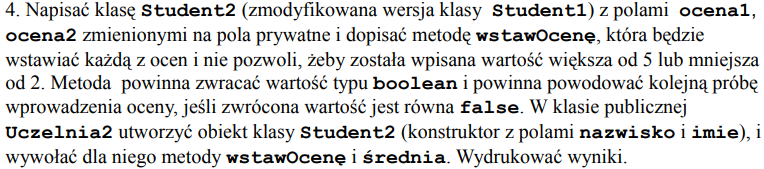 4. Napisać klasę Student2 (zmodyfikowana wersja klasy Student1) z polami ocena1,
ocena2 zmienionymi na pola prywatne i dopisać metodę wstawOcenę, która będzie
wstawiać każdą z ocen i nie pozwoli, żeby została wpisana wartość większa od 5 lub mniejsza
od 2. Metoda powinna zwracać wartość typu boolean i powinna powodować kolejną próbę
wprowadzenia oceny, jeśli zwrócona wartość jest równa false. W klasie publicznej
Uczelnia2 utworzyć obiekt klasy Student2 (konstruktor z polami nazwisko i imie), i
wywołać dla niego metody wstawOcenę i średnia. Wydrukować wyniki.